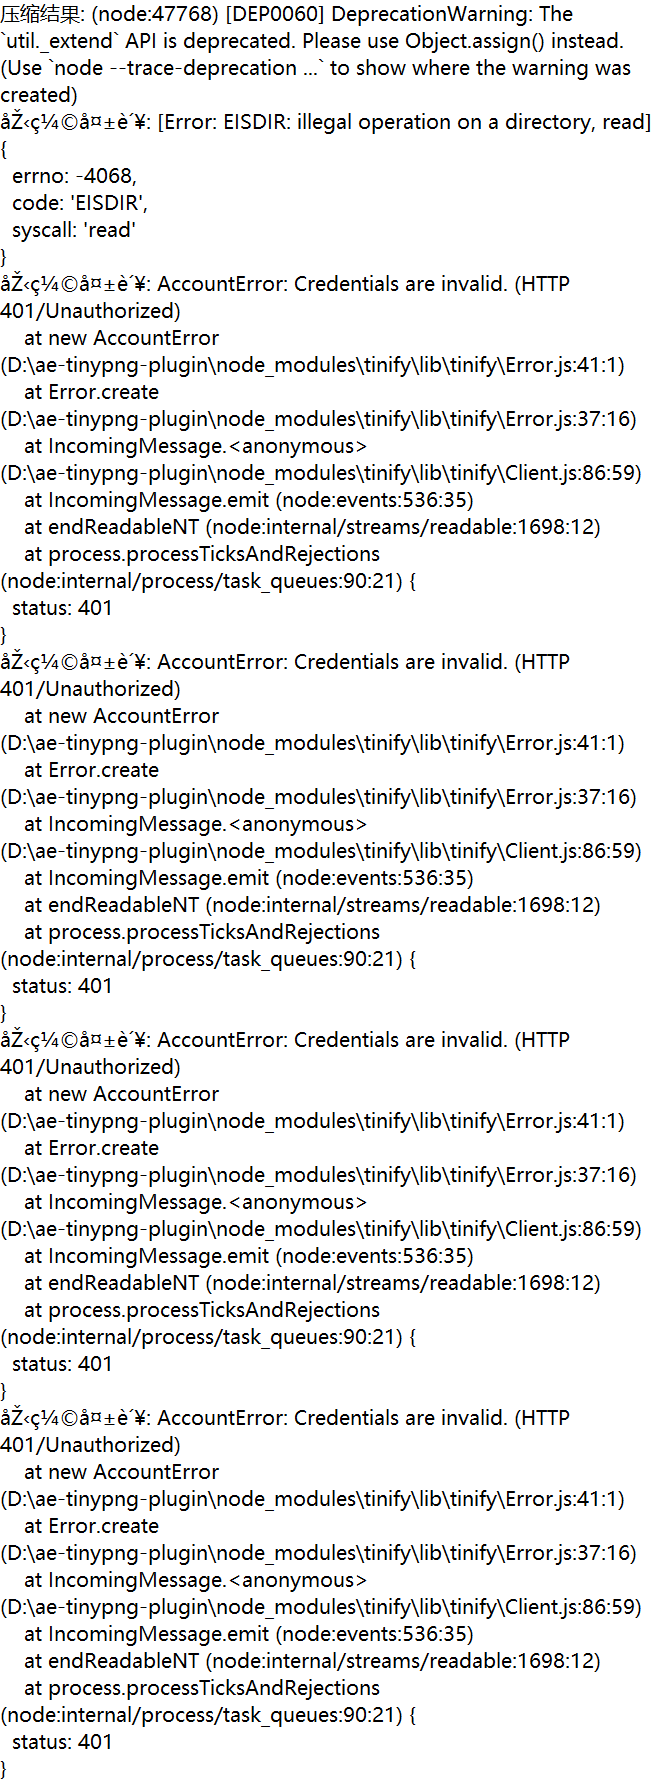 压缩结果: (node:47768) [DEP0060] DeprecationWarning: The
`util._extend` API is deprecated. Please use Object.assign() instead.
(Use `node --trace-deprecation ...` to show where the warning was
created)
åŽ‹ç¼©å¤±è´¥: [Error: EISDIR: illegal operation on a directory, read]
{
  errno: -4068,
  code: 'EISDIR',
  syscall: 'read'
}
åŽ‹ç¼©å¤±è´¥: AccountError: Credentials are invalid. (HTTP
401/Unauthorized)
    at new AccountError
(D:\ae-tinypng-plugin\node_modules\tinify\lib\tinify\Error.js:41:1)
    at Error.create
(D:\ae-tinypng-plugin\node_modules\tinify\lib\tinify\Error.js:37:16)
    at IncomingMessage.<anonymous>
(D:\ae-tinypng-plugin\node_modules\tinify\lib\tinify\Client.js:86:59)
    at IncomingMessage.emit (node:events:536:35)
    at endReadableNT (node:internal/streams/readable:1698:12)
    at process.processTicksAndRejections
(node:internal/process/task_queues:90:21) {
  status: 401
}
åŽ‹ç¼©å¤±è´¥: AccountError: Credentials are invalid. (HTTP
401/Unauthorized)
    at new AccountError
(D:\ae-tinypng-plugin\node_modules\tinify\lib\tinify\Error.js:41:1)
    at Error.create
(D:\ae-tinypng-plugin\node_modules\tinify\lib\tinify\Error.js:37:16)
    at IncomingMessage.<anonymous>
(D:\ae-tinypng-plugin\node_modules\tinify\lib\tinify\Client.js:86:59)
    at IncomingMessage.emit (node:events:536:35)
    at endReadableNT (node:internal/streams/readable:1698:12)
    at process.processTicksAndRejections
(node:internal/process/task_queues:90:21) {
  status: 401
}
åŽ‹ç¼©å¤±è´¥: AccountError: Credentials are invalid. (HTTP
401/Unauthorized)
    at new AccountError
(D:\ae-tinypng-plugin\node_modules\tinify\lib\tinify\Error.js:41:1)
    at Error.create
(D:\ae-tinypng-plugin\node_modules\tinify\lib\tinify\Error.js:37:16)
    at IncomingMessage.<anonymous>
(D:\ae-tinypng-plugin\node_modules\tinify\lib\tinify\Client.js:86:59)
    at IncomingMessage.emit (node:events:536:35)
    at endReadableNT (node:internal/streams/readable:1698:12)
    at process.processTicksAndRejections
(node:internal/process/task_queues:90:21) {
  status: 401
}
åŽ‹ç¼©å¤±è´¥: AccountError: Credentials are invalid. (HTTP
401/Unauthorized)
    at new AccountError
(D:\ae-tinypng-plugin\node_modules\tinify\lib\tinify\Error.js:41:1)
    at Error.create
(D:\ae-tinypng-plugin\node_modules\tinify\lib\tinify\Error.js:37:16)
    at IncomingMessage.<anonymous>
(D:\ae-tinypng-plugin\node_modules\tinify\lib\tinify\Client.js:86:59)
    at IncomingMessage.emit (node:events:536:35)
    at endReadableNT (node:internal/streams/readable:1698:12)
    at process.processTicksAndRejections
(node:internal/process/task_queues:90:21) {
  status: 401
}